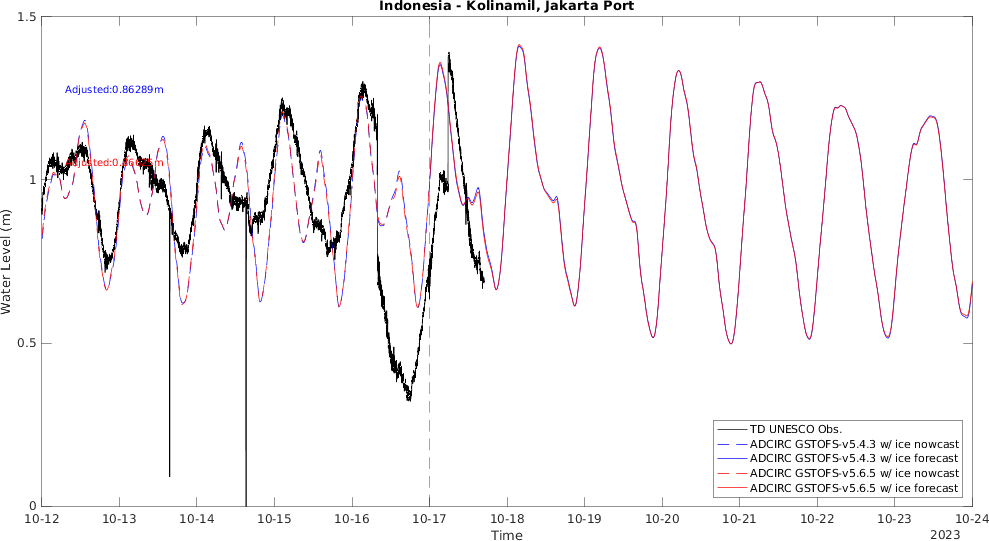 Indonesia - Kolinamil, Jakarta Port
1.5
1
0.5
0
Water Level (m)
Adjusted:0.86289m
TD UNESCO Obs.
ADCIRC GSTOFS-v5.4.3 w/ ice nowcast
ADCIRC GSTOFS-v5.4.3 w/ ice forecast
ADCIRC GSTOFS-v5.6.5 w/ ice nowcast
ADCIRC GSTOFS-v5.6.5 w/ ice forecast
10-12 10-13 10-14 10-15 10-16 10-17 10-18 10-19 10-20 10-21 10-22 10-23 10-24
Time
2023